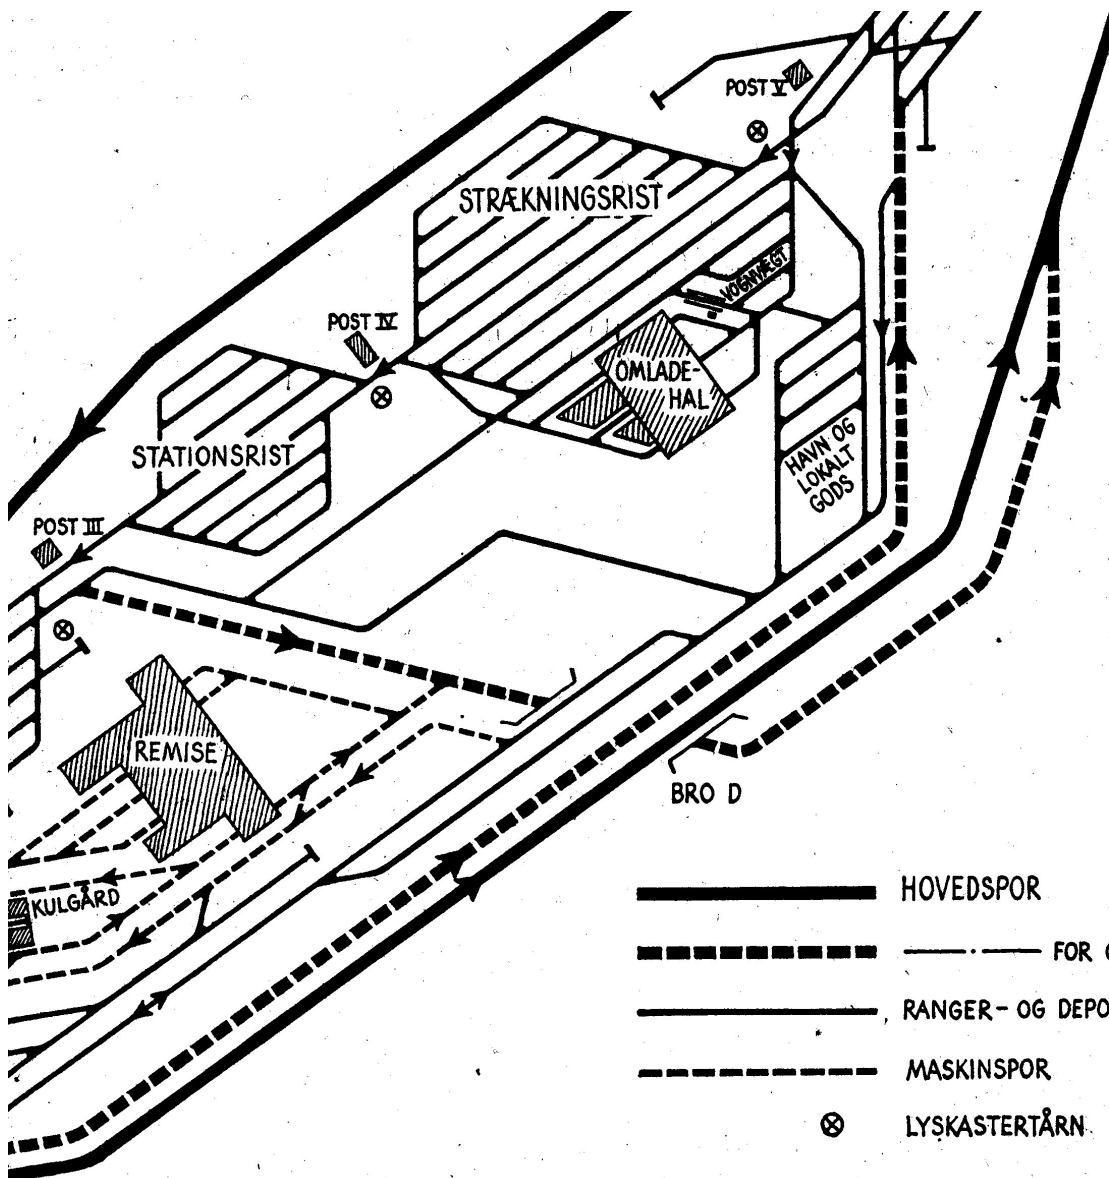 POST V
STRÆKNINGSRIST
VOGNVÆGT
POST IV
OMLADE-
HAL
STATIONSRIST
HAVN OG
LOKALT
GODS
POST III
REMISE
BRO D
KULGÅRD
HOVEDSPOR
—·— FOR
RANGER- OG DEPO
MASKINSPOR
LYSKASTERTÅRN